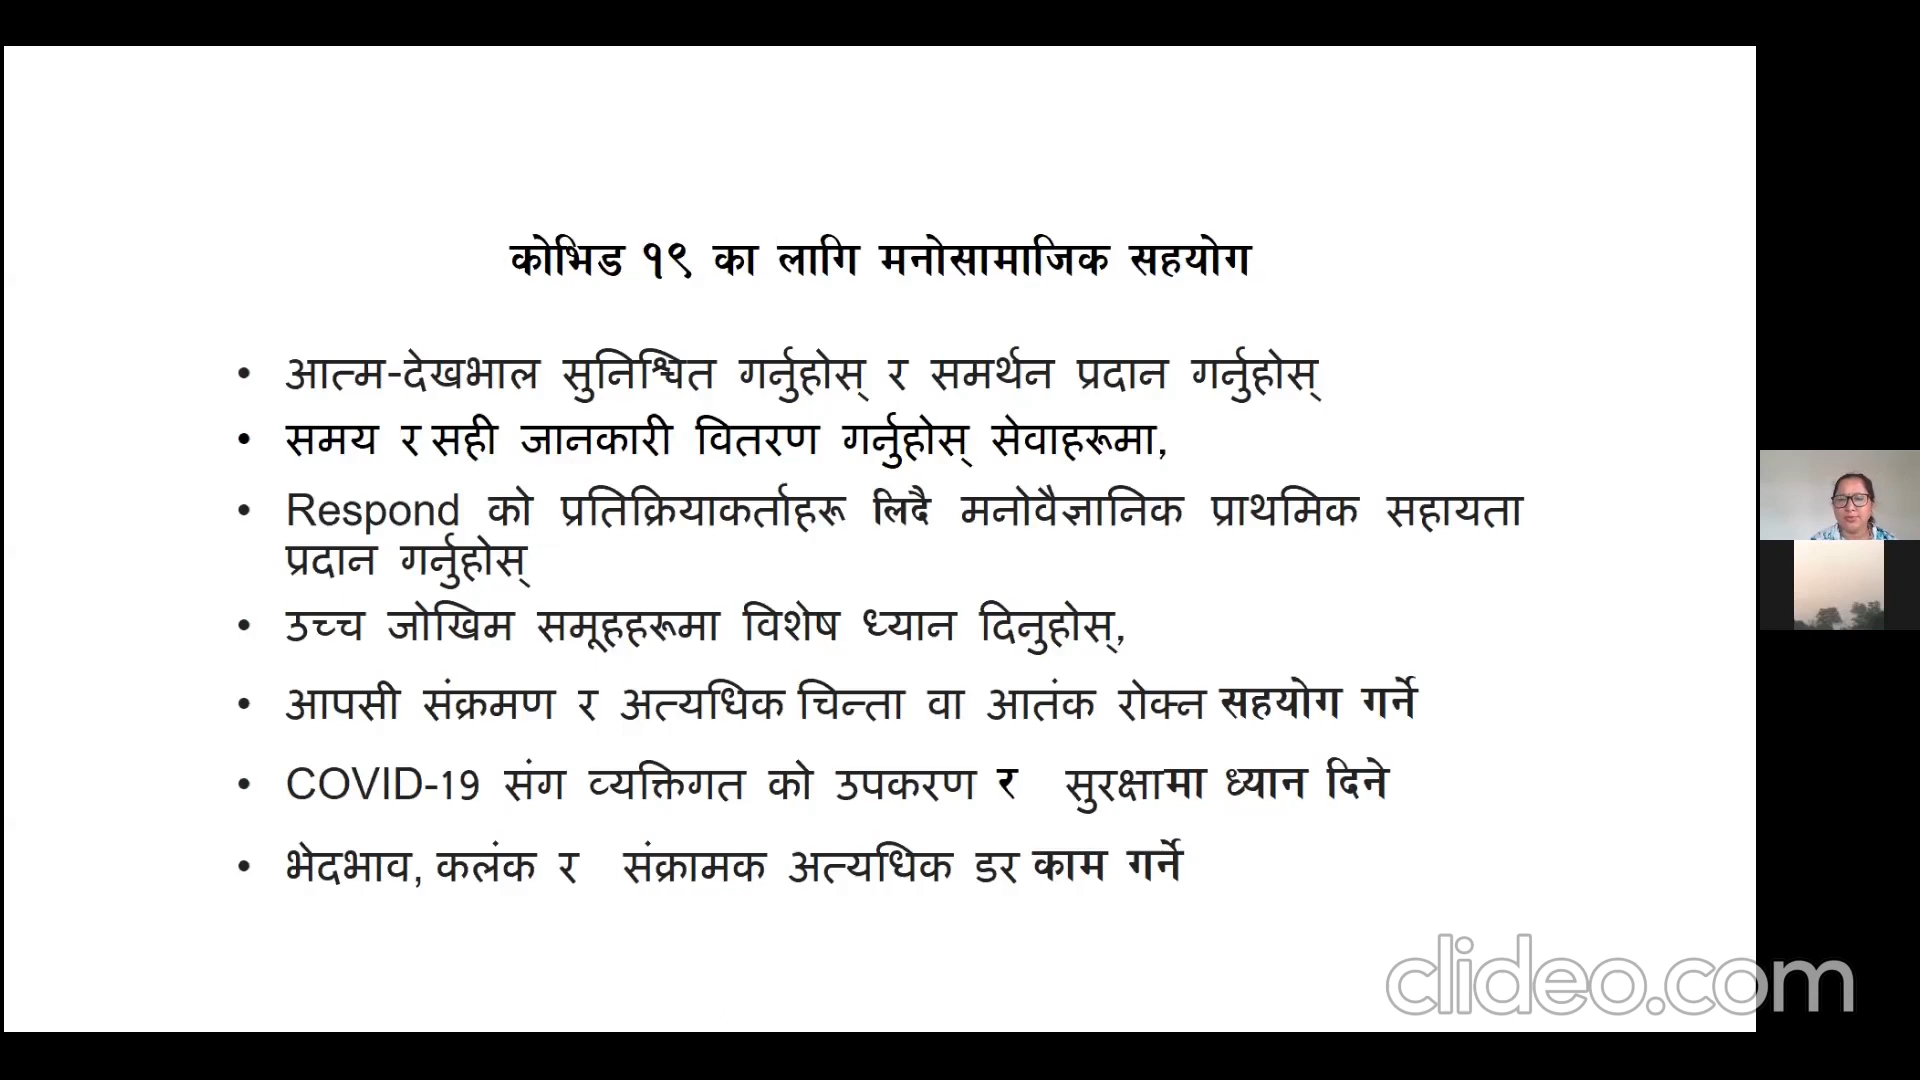 कोभिड १९ का लागि मनोसामाजिक सहयोग
• आत्म-देखभाल सुनिश्चित गर्नुहोस् र समर्थन प्रदान गर्नुहोस्
• समय र सही जानकारी वितरण गर्नुहोस् सेवाहरूमा,
• Respond को प्रतिक्रियाकर्ताहरू लिदै मनोवैज्ञानिक प्राथमिक सहायता
प्रदान गर्नुहोस्
• उच्च जोखिम समूहहरूमा विशेष ध्यान दिनुहोस्,
• आपसी संक्रमण र अत्यधिक चिन्ता वा आतंक रोक्न सहयोग गर्ने
• COVID-19 संग व्यक्तिगत को उपकरण र सुरक्षामा ध्यान दिने
• भेदभाव, कलंक र संक्रामक अत्यधिक डर काम गर्ने
clideo.com